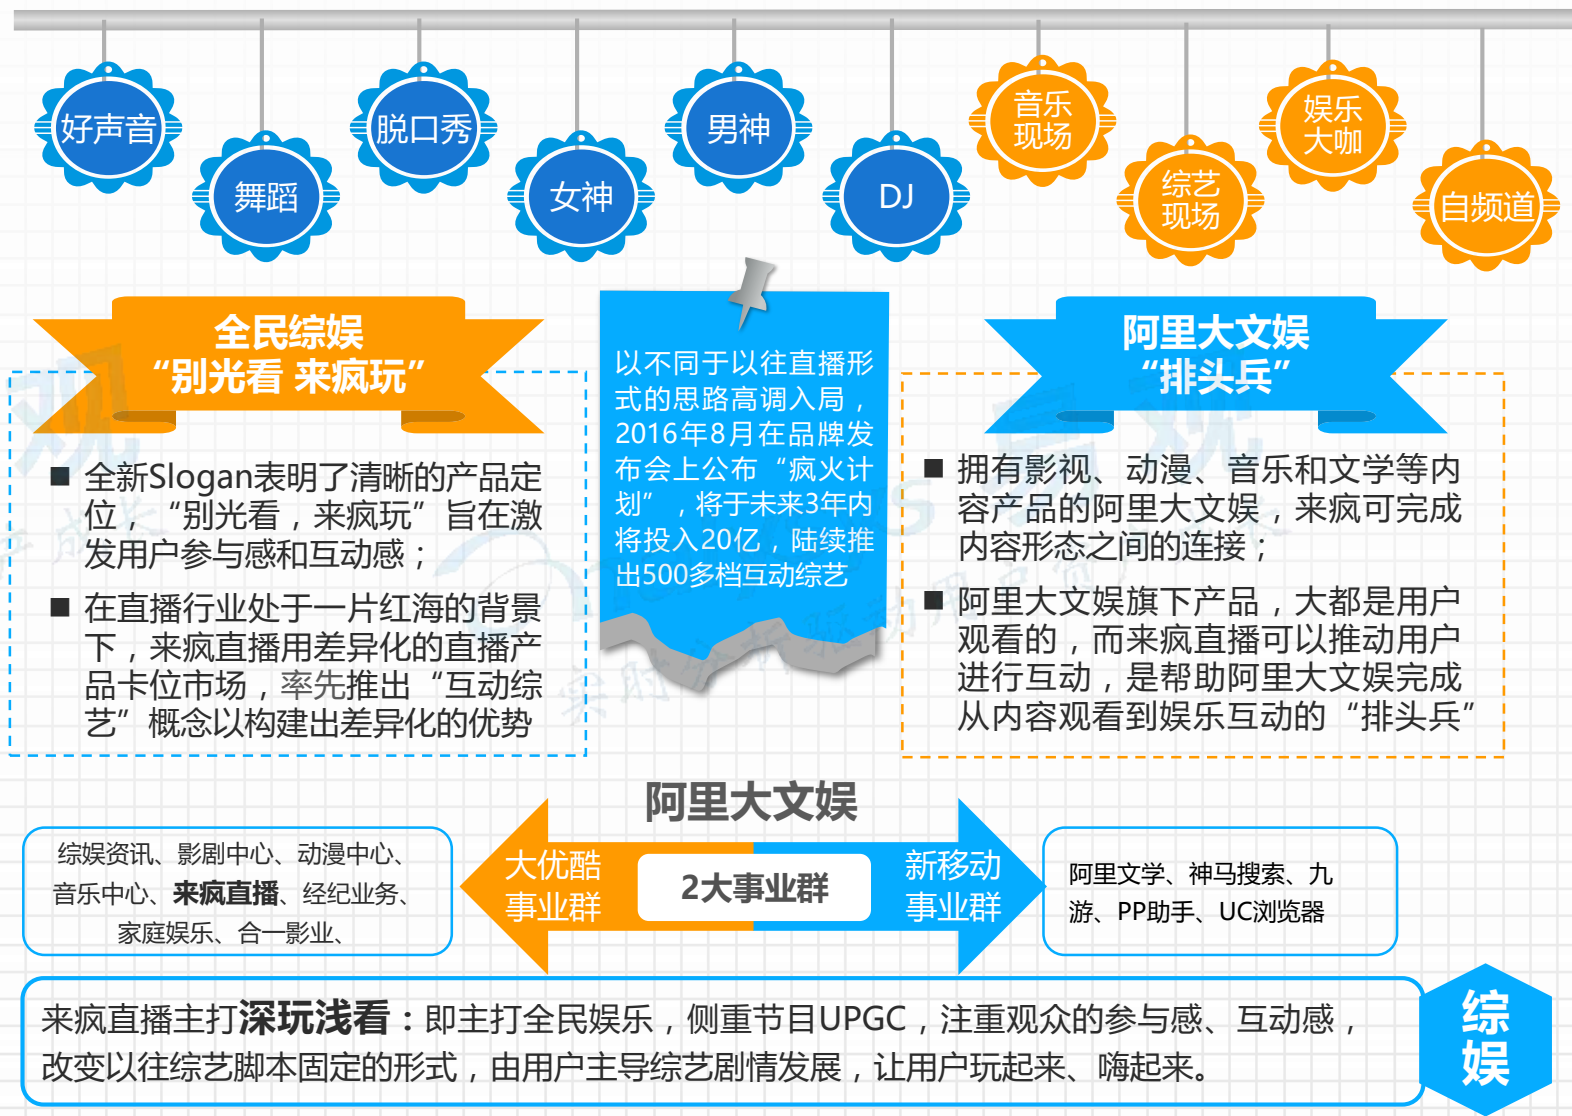 好声音
舞蹈
脱口秀
女神
男神
DJ
音乐
现场
综艺
现场
娱乐
大咖
自频道
全民综娱
“别光看 来疯玩”
全新Slogan表明了清晰的产品定
位，“别光看，来疯玩”旨在激
发用户参与感和互动感；
在直播行业处于一片红海的背景
下，来疯直播用差异化的直播产
品卡位市场，率先推出“互动综
艺”概念以构建出差异化的优势
以不同于以往直播形
式的思路高调入局，
2016年8月在品牌发
布会上公布“疯火计
划”，将于未来3年内
将投入20亿，陆续推
出500多档互动综艺
阿里大文娱
“排头兵”
拥有影视、动漫、音乐和文学等内
容产品的阿里大文娱，来疯可完成
内容形态之间的连接；
阿里大文娱旗下产品，大都是用户
观看的，而来疯直播可以推动用户
进行互动，是帮助阿里大文娱完成
从内容观看到娱乐互动的“排头兵”
阿里大文娱
综娱资讯、影剧中心、动漫中心、
音乐中心、来疯直播、经纪业务、
家庭娱乐、合一影业、
大优酷
事业群
2大事业群
新移动
事业群
阿里文学、神马搜索、九
游、PP助手、UC浏览器
来疯直播主打深玩浅看：即主打全民娱乐，侧重节目UPGC，注重观众的参与感、互动感，
改变以往综艺脚本固定的形式，由用户主导综艺剧情发展，让用户玩起来、嗨起来。
综
娱
易观
实时分析驱动用户资产成长